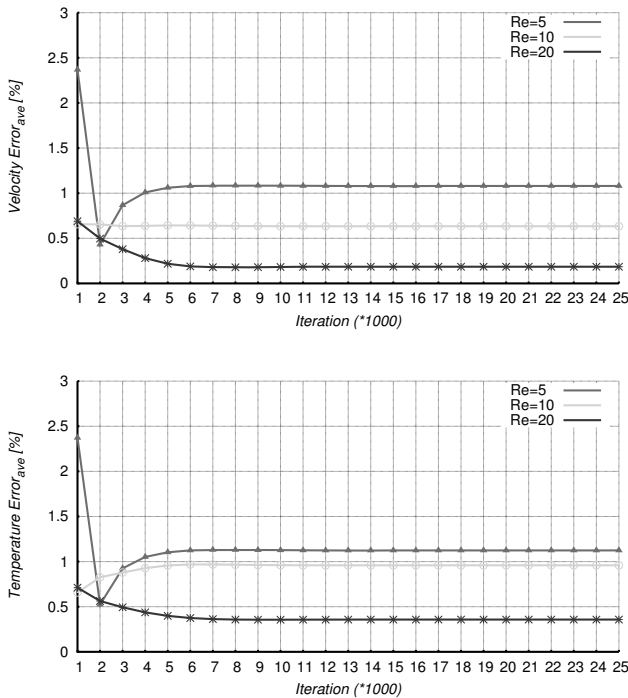 3
2.5
2
1.5
1
0.5
0
Velocity Error_ave [%]
Re=5
Re=10
Re=20
1 2 3 4 5 6 7 8 9 10 11 12 13 14 15 16 17 18 19 20 21 22 23 24 25
Iteration (*1000)
3
2.5
2
1.5
1
0.5
0
Temperature Error_ave [%]
Re=5
Re=10
Re=20
1 2 3 4 5 6 7 8 9 10 11 12 13 14 15 16 17 18 19 20 21 22 23 24 25
Iteration (*1000)